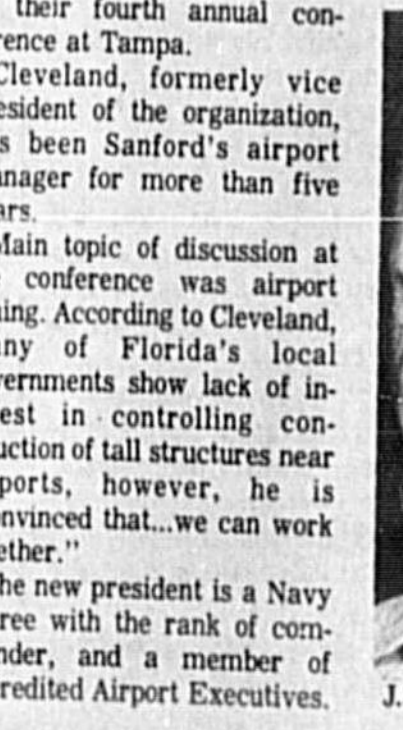 their fourth annual con-
rence at Tampa.
Cleveland, formerly vice
esident of the organization,
s been Sanford's airport
anager for more than five
ars.
Main topic of discussion at
conference was airport
ing. According to Cleveland,
ny of Florida's local
vernments show lack of in-
est in controlling con-
uction of tall structures near
ports, however, he is
nvinced that...we can work
ether."
he new president is a Navy
ree with the rank of com-
nder, and a member of
redited Airport Executives.
J.